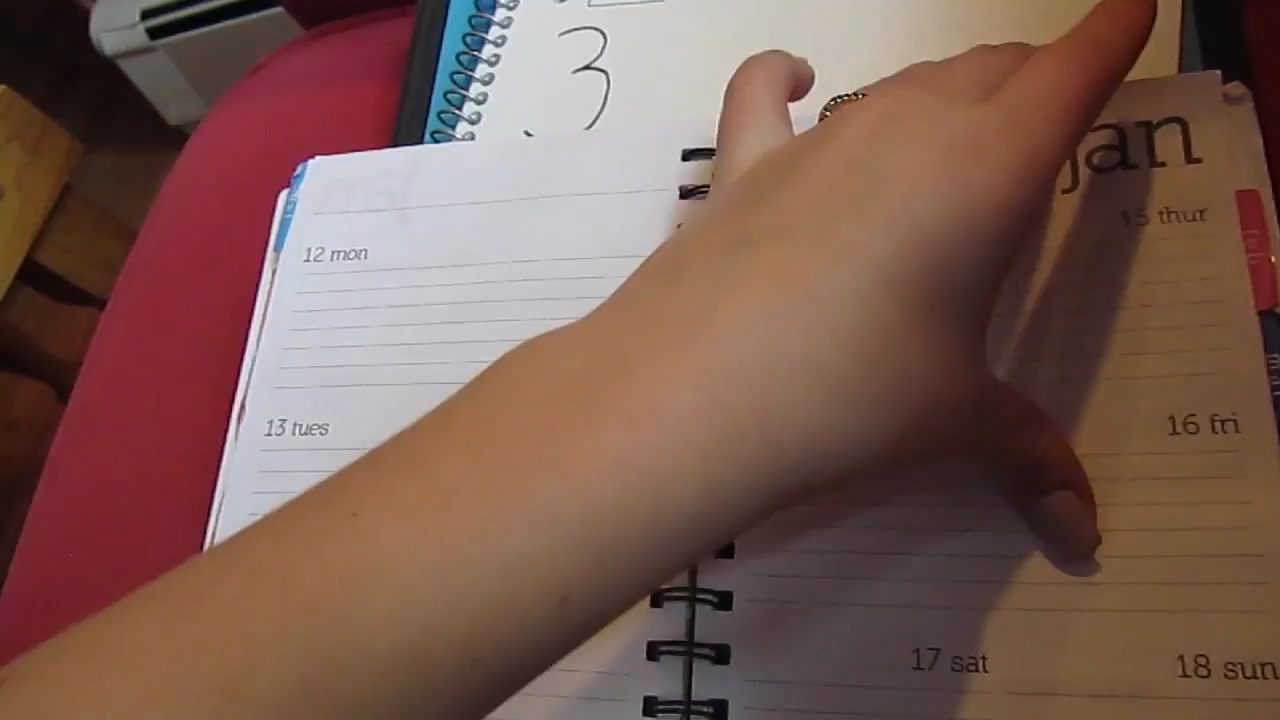 3
jan
12 mon
13 tues
15 thur
16 fri
17 sat
18 sun